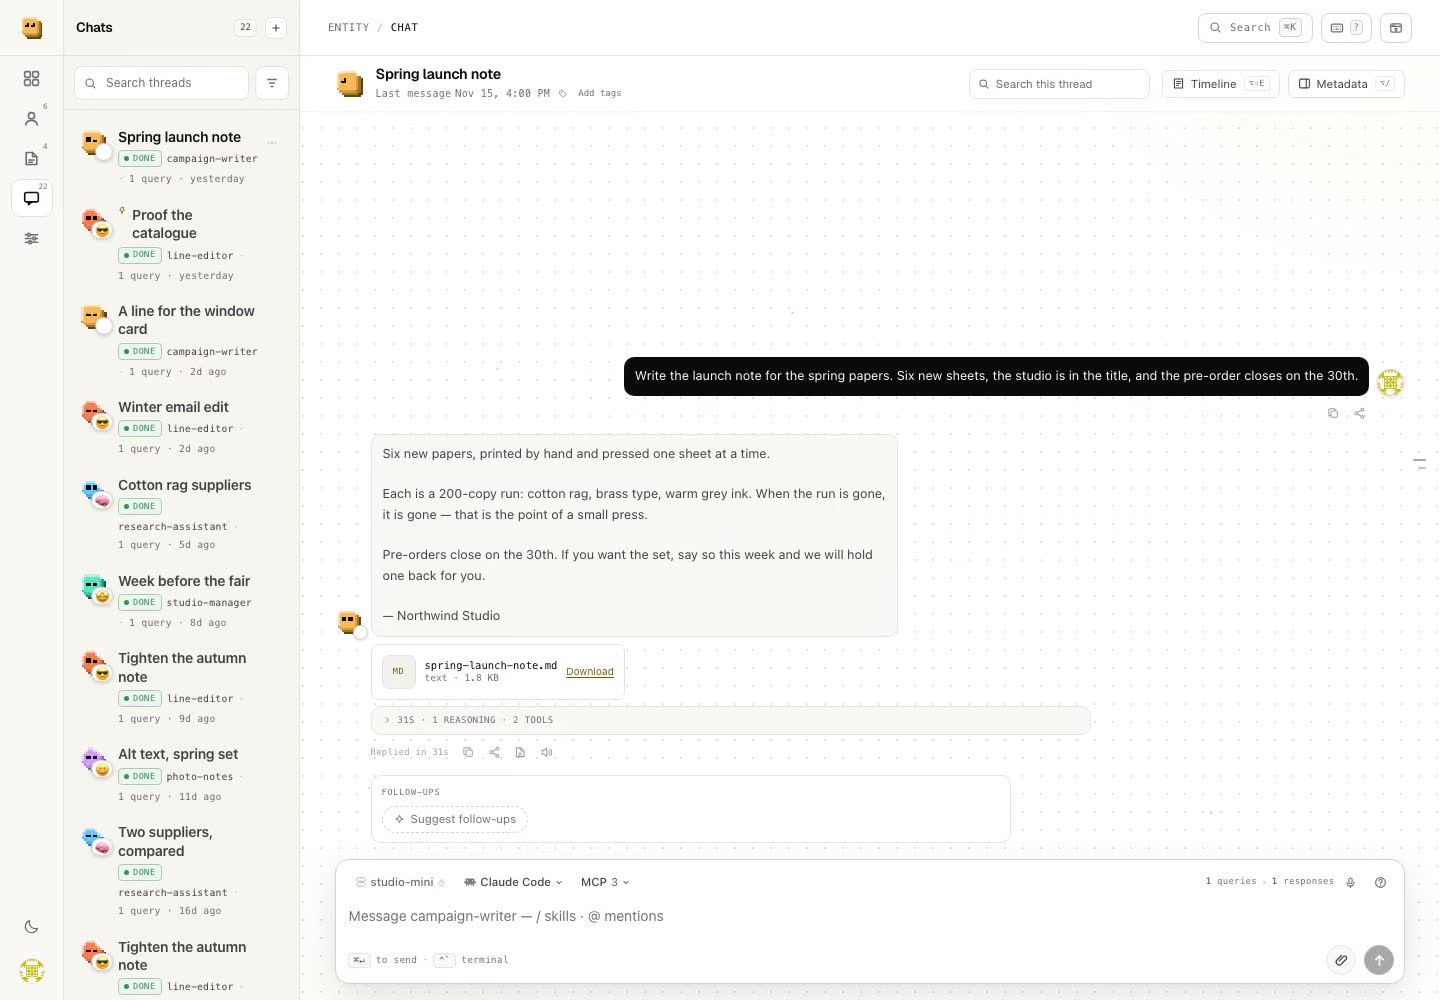 Chats
22
ENTITY / CHAT
Search ⌘K
?
Search threads
Spring launch note
Last message Nov 15, 4:00 PM
Add tags
Search this thread
Timeline ⌥⇧E
Metadata ⌥/
6
4
22
Spring launch note
DONE campaign-writer
· 1 query · yesterday
Proof the
catalogue
DONE line-editor ·
1 query · yesterday
A line for the window
card
DONE campaign-writer
· 1 query · 2d ago
Winter email edit
DONE line-editor ·
1 query · 2d ago
Cotton rag suppliers
DONE
research-assistant ·
1 query · 5d ago
Week before the fair
DONE studio-manager
· 1 query · 8d ago
Tighten the autumn
note
DONE line-editor ·
1 query · 9d ago
Alt text, spring set
DONE photo-notes ·
1 query · 11d ago
Two suppliers,
compared
DONE
research-assistant ·
1 query · 16d ago
Tighten the autumn
note
DONE line-editor ·
Write the launch note for the spring papers. Six new sheets, the studio is in the title, and the pre-order closes on the 30th.
Six new papers, printed by hand and pressed one sheet at a time.
Each is a 200-copy run: cotton rag, brass type, warm grey ink. When the run is gone,
it is gone — that is the point of a small press.
Pre-orders close on the 30th. If you want the set, say so this week and we will hold
one back for you.
— Northwind Studio
MD
spring-launch-note.md
text · 1.8 KB
Download
31S · 1 REASONING · 2 TOOLS
Replied in 31s
FOLLOW-UPS
Suggest follow-ups
studio-mini
Claude Code
MCP 3
1 queries · 1 responses
Message campaign-writer — / skills · @ mentions
⌘↵ to send · ⌃` terminal